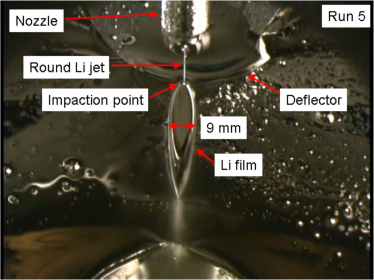 Nozzle
Run 5
Round Li jet
Impaction point
Deflector
9 mm
Li film